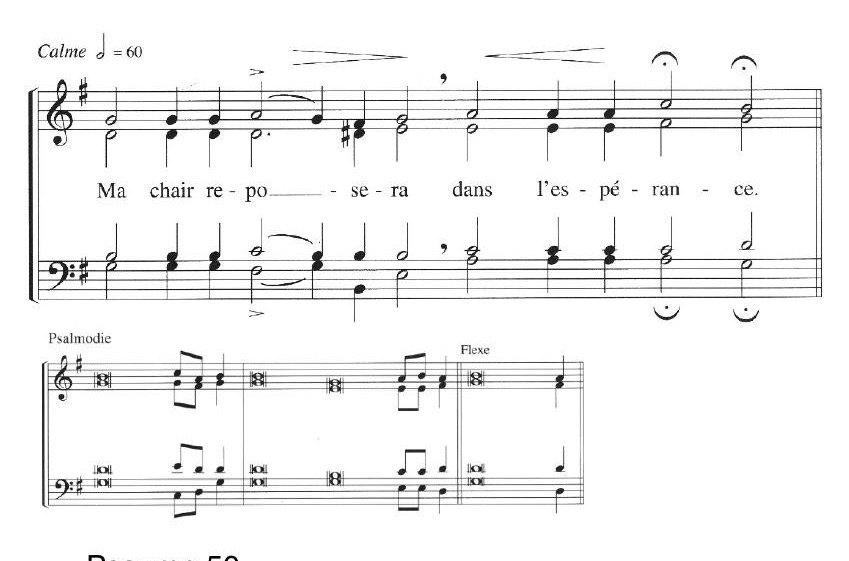 Calme 𝅗𝅥 = 60
Ma chair re - po - se - ra dans l'es - pé - ran - ce.
Psalmodie
Flexe